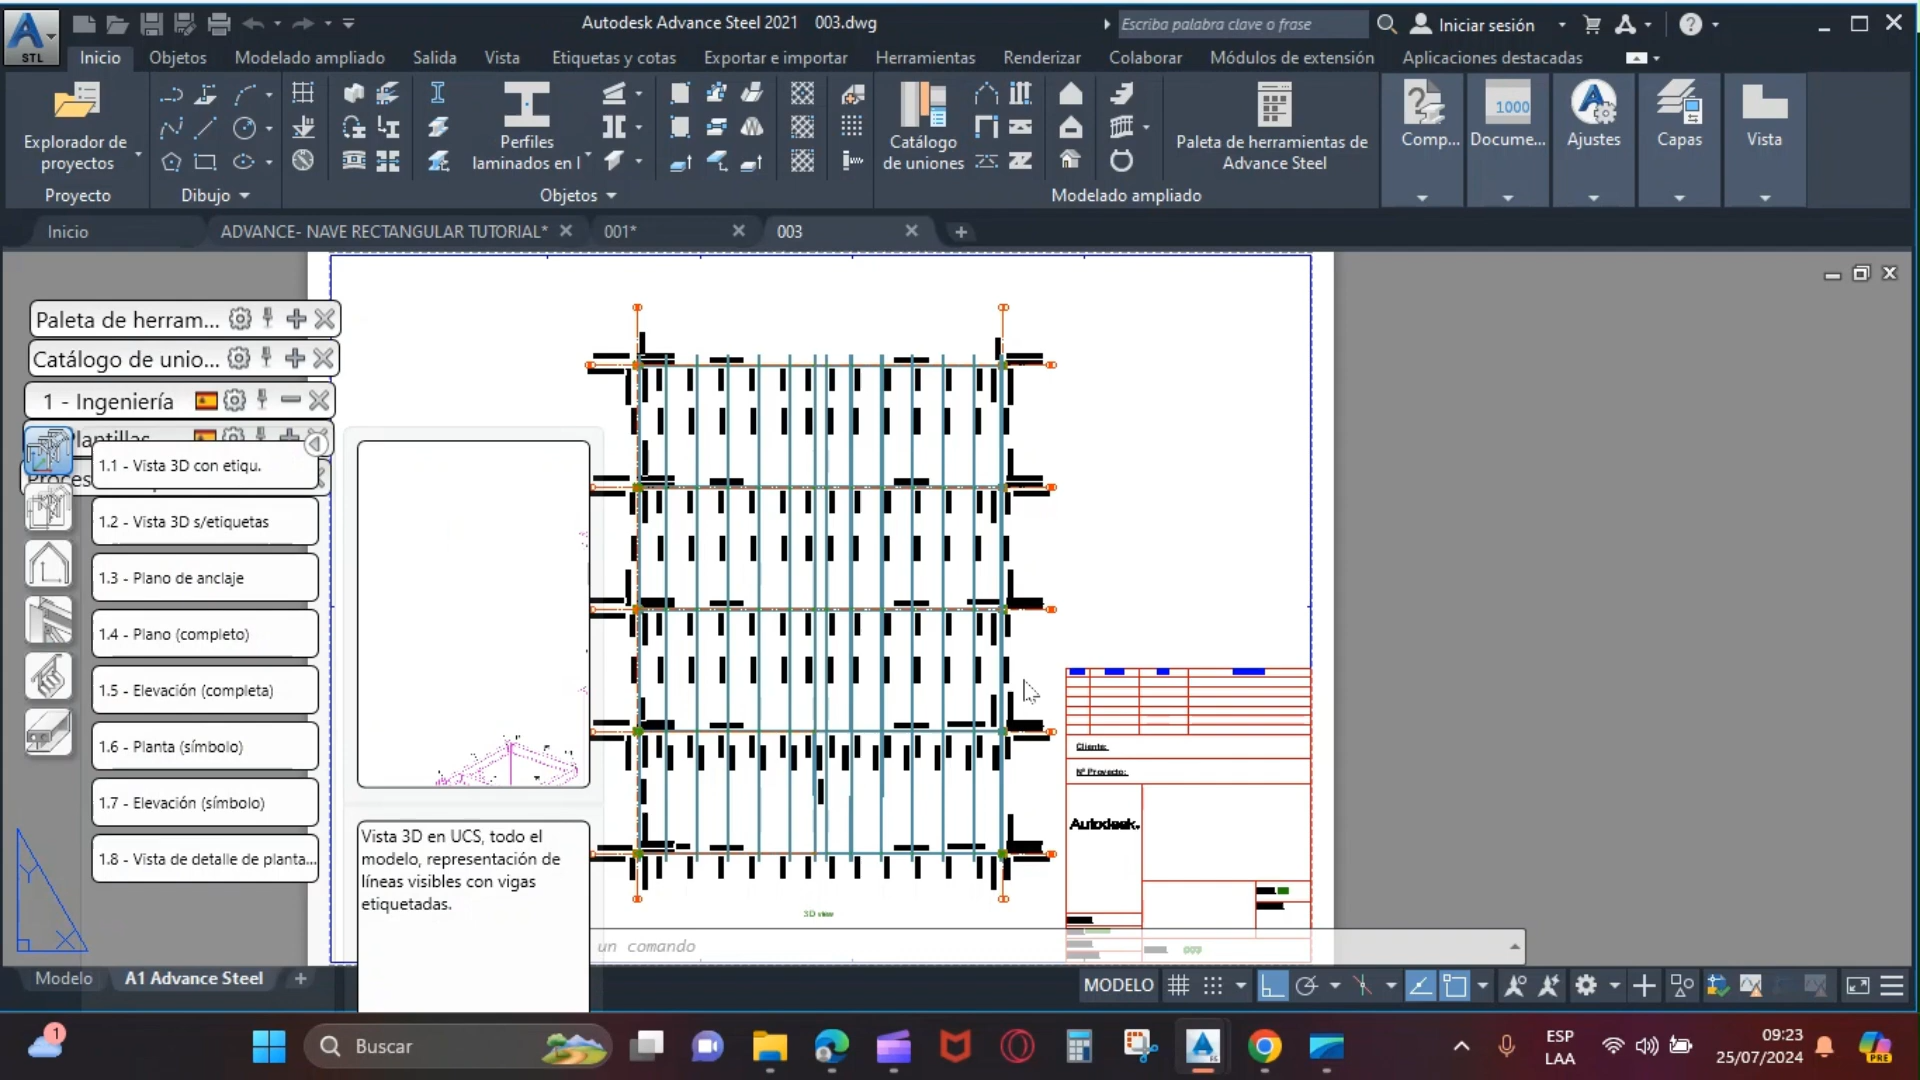 Autodesk Advance Steel 2021 003.dwg
Escriba palabra clave o frase
Iniciar sesión
STL
Inicio Objetos Modelado ampliado Salida Vista Etiquetas y cotas Exportar e importar Herramientas Renderizar Colaborar Módulos de extensión Aplicaciones destacadas
Explorador de
proyectos
Perfiles
laminados en I
Catálogo
de uniones
Paleta de herramientas de
Advance Steel
Comp...
1000
Docume...
Ajustes
Capas
Vista
Proyecto
Dibujo
Objetos
Modelado ampliado
Inicio
ADVANCE- NAVE RECTANGULAR TUTORIAL*
001*
003
Paleta de herram...
Catálogo de unio...
1 - Ingeniería
1.1 - Vista 3D con etiqu.
1.2 - Vista 3D s/etiquetas
1.3 - Plano de anclaje
1.4 - Plano (completo)
1.5 - Elevación (completa)
1.6 - Planta (símbolo)
1.7 - Elevación (símbolo)
1.8 - Vista de detalle de planta...
Vista 3D en UCS, todo el
modelo, representación de
líneas visibles con vigas
etiquetadas.
3D view
Cliente:
Nº Proyecto:
Autodesk.
un comando
Y
X
Modelo
A1 Advance Steel
MODELO
1
Buscar
ESP
LAA
09:23
25/07/2024
PRE